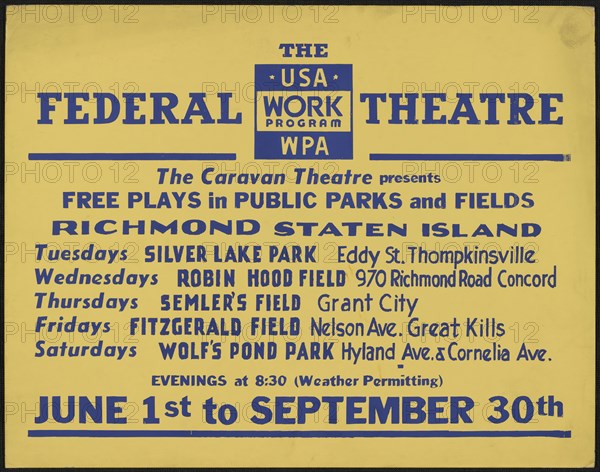 THE
FEDERAL · USA · WORK PROGRAM WPA THEATRE
The Caravan Theatre presents
FREE PLAYS in PUBLIC PARKS and FIELDS
RICHMOND STATEN ISLAND
Tuesdays SILVER LAKE PARK Eddy St. Thompkinsville
Wednesdays ROBIN HOOD FIELD 970 Richmond Road Concord
Thursdays SEMLER'S FIELD Grant City
Fridays FITZGERALD FIELD Nelson Ave. Great Kills
Saturdays WOLF'S POND PARK Hyland Ave. & Cornelia Ave.
EVENINGS at 8:30 (Weather Permitting)
JUNE 1st to SEPTEMBER 30th
PHOTO 12